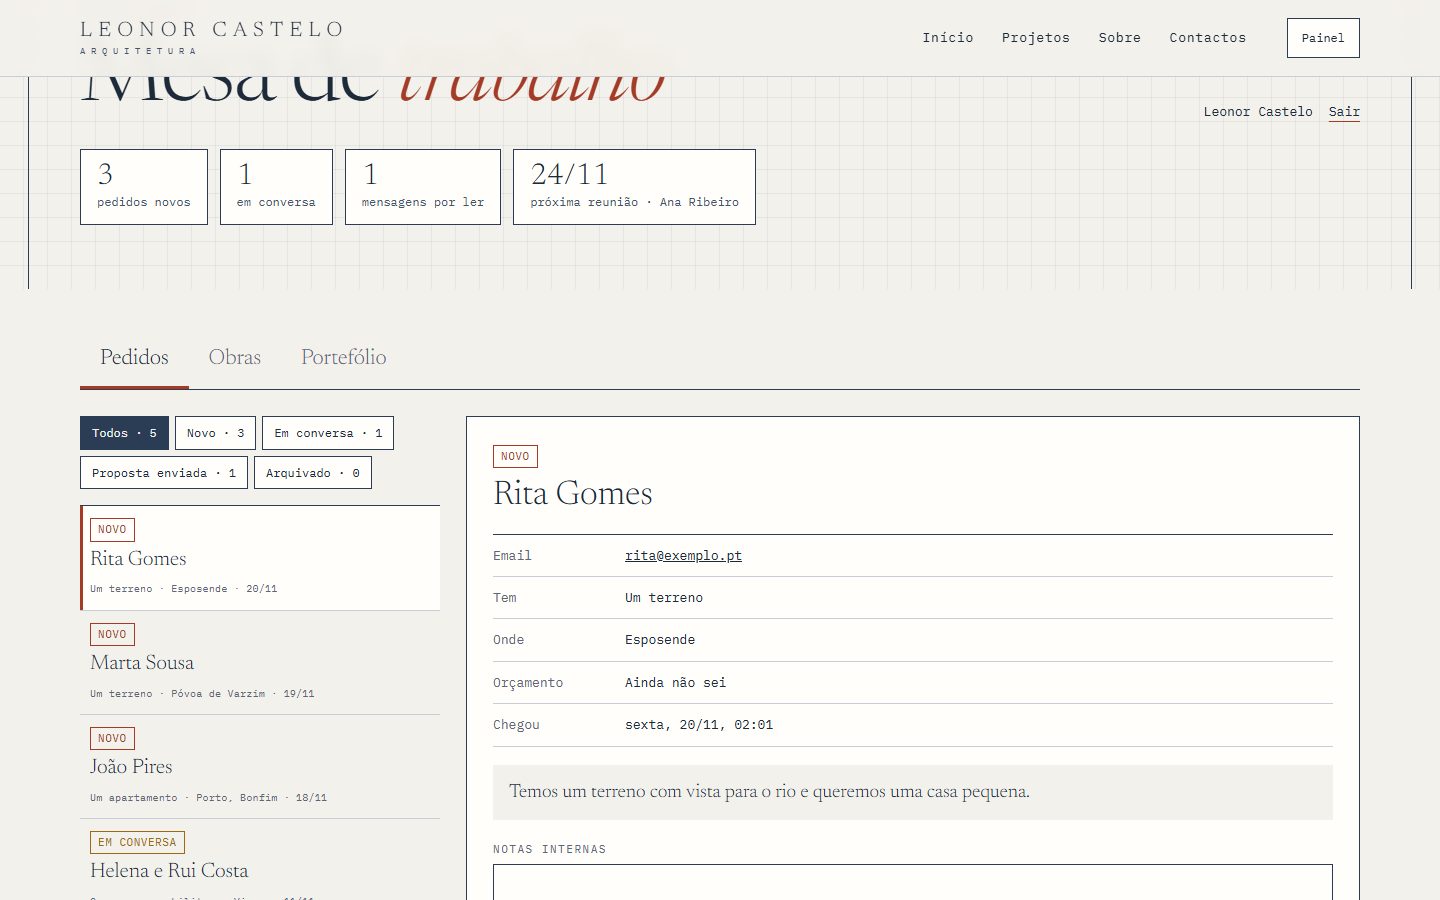 LEONOR CASTELO
ARQUITETURA
Início Projetos Sobre Contactos Painel
Mesa de trabalho
Leonor Castelo Sair
3
pedidos novos
1
em conversa
1
mensagens por ler
24/11
próxima reunião · Ana Ribeiro
Pedidos Obras Portefólio
Todos · 5 Novo · 3 Em conversa · 1
Proposta enviada · 1 Arquivado · 0
NOVO
Rita Gomes
Um terreno · Esposende · 20/11
NOVO
Marta Sousa
Um terreno · Póvoa de Varzim · 19/11
NOVO
João Pires
Um apartamento · Porto, Bonfim · 18/11
EM CONVERSA
Helena e Rui Costa
NOVO
Rita Gomes
Email rita@exemplo.pt
Tem Um terreno
Onde Esposende
Orçamento Ainda não sei
Chegou sexta, 20/11, 02:01
Temos um terreno com vista para o rio e queremos uma casa pequena.
NOTAS INTERNAS